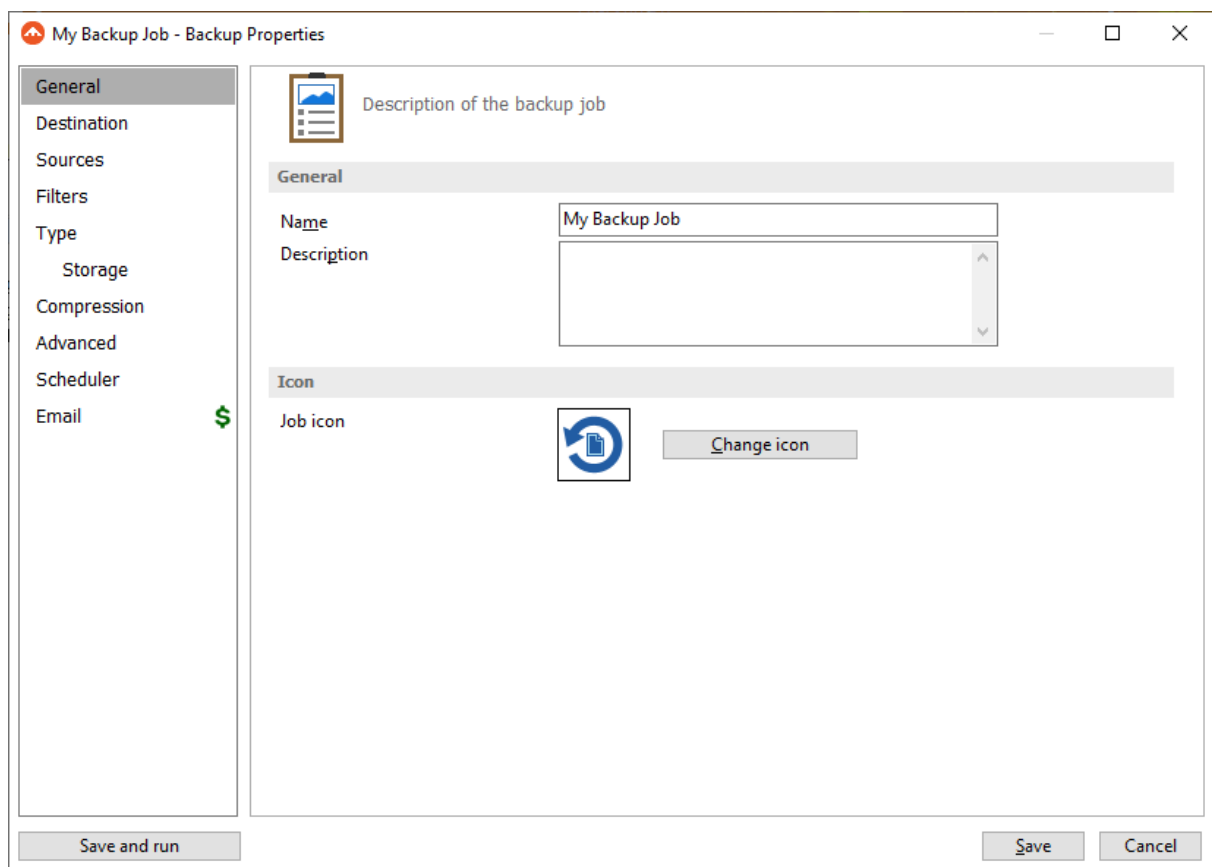 My Backup Job - Backup Properties
General
Destination
Sources
Filters
Type
Storage
Compression
Advanced
Scheduler
Email $
Description of the backup job
General
Name My Backup Job
Description
Icon
Job icon Change icon
Save and run Save Cancel